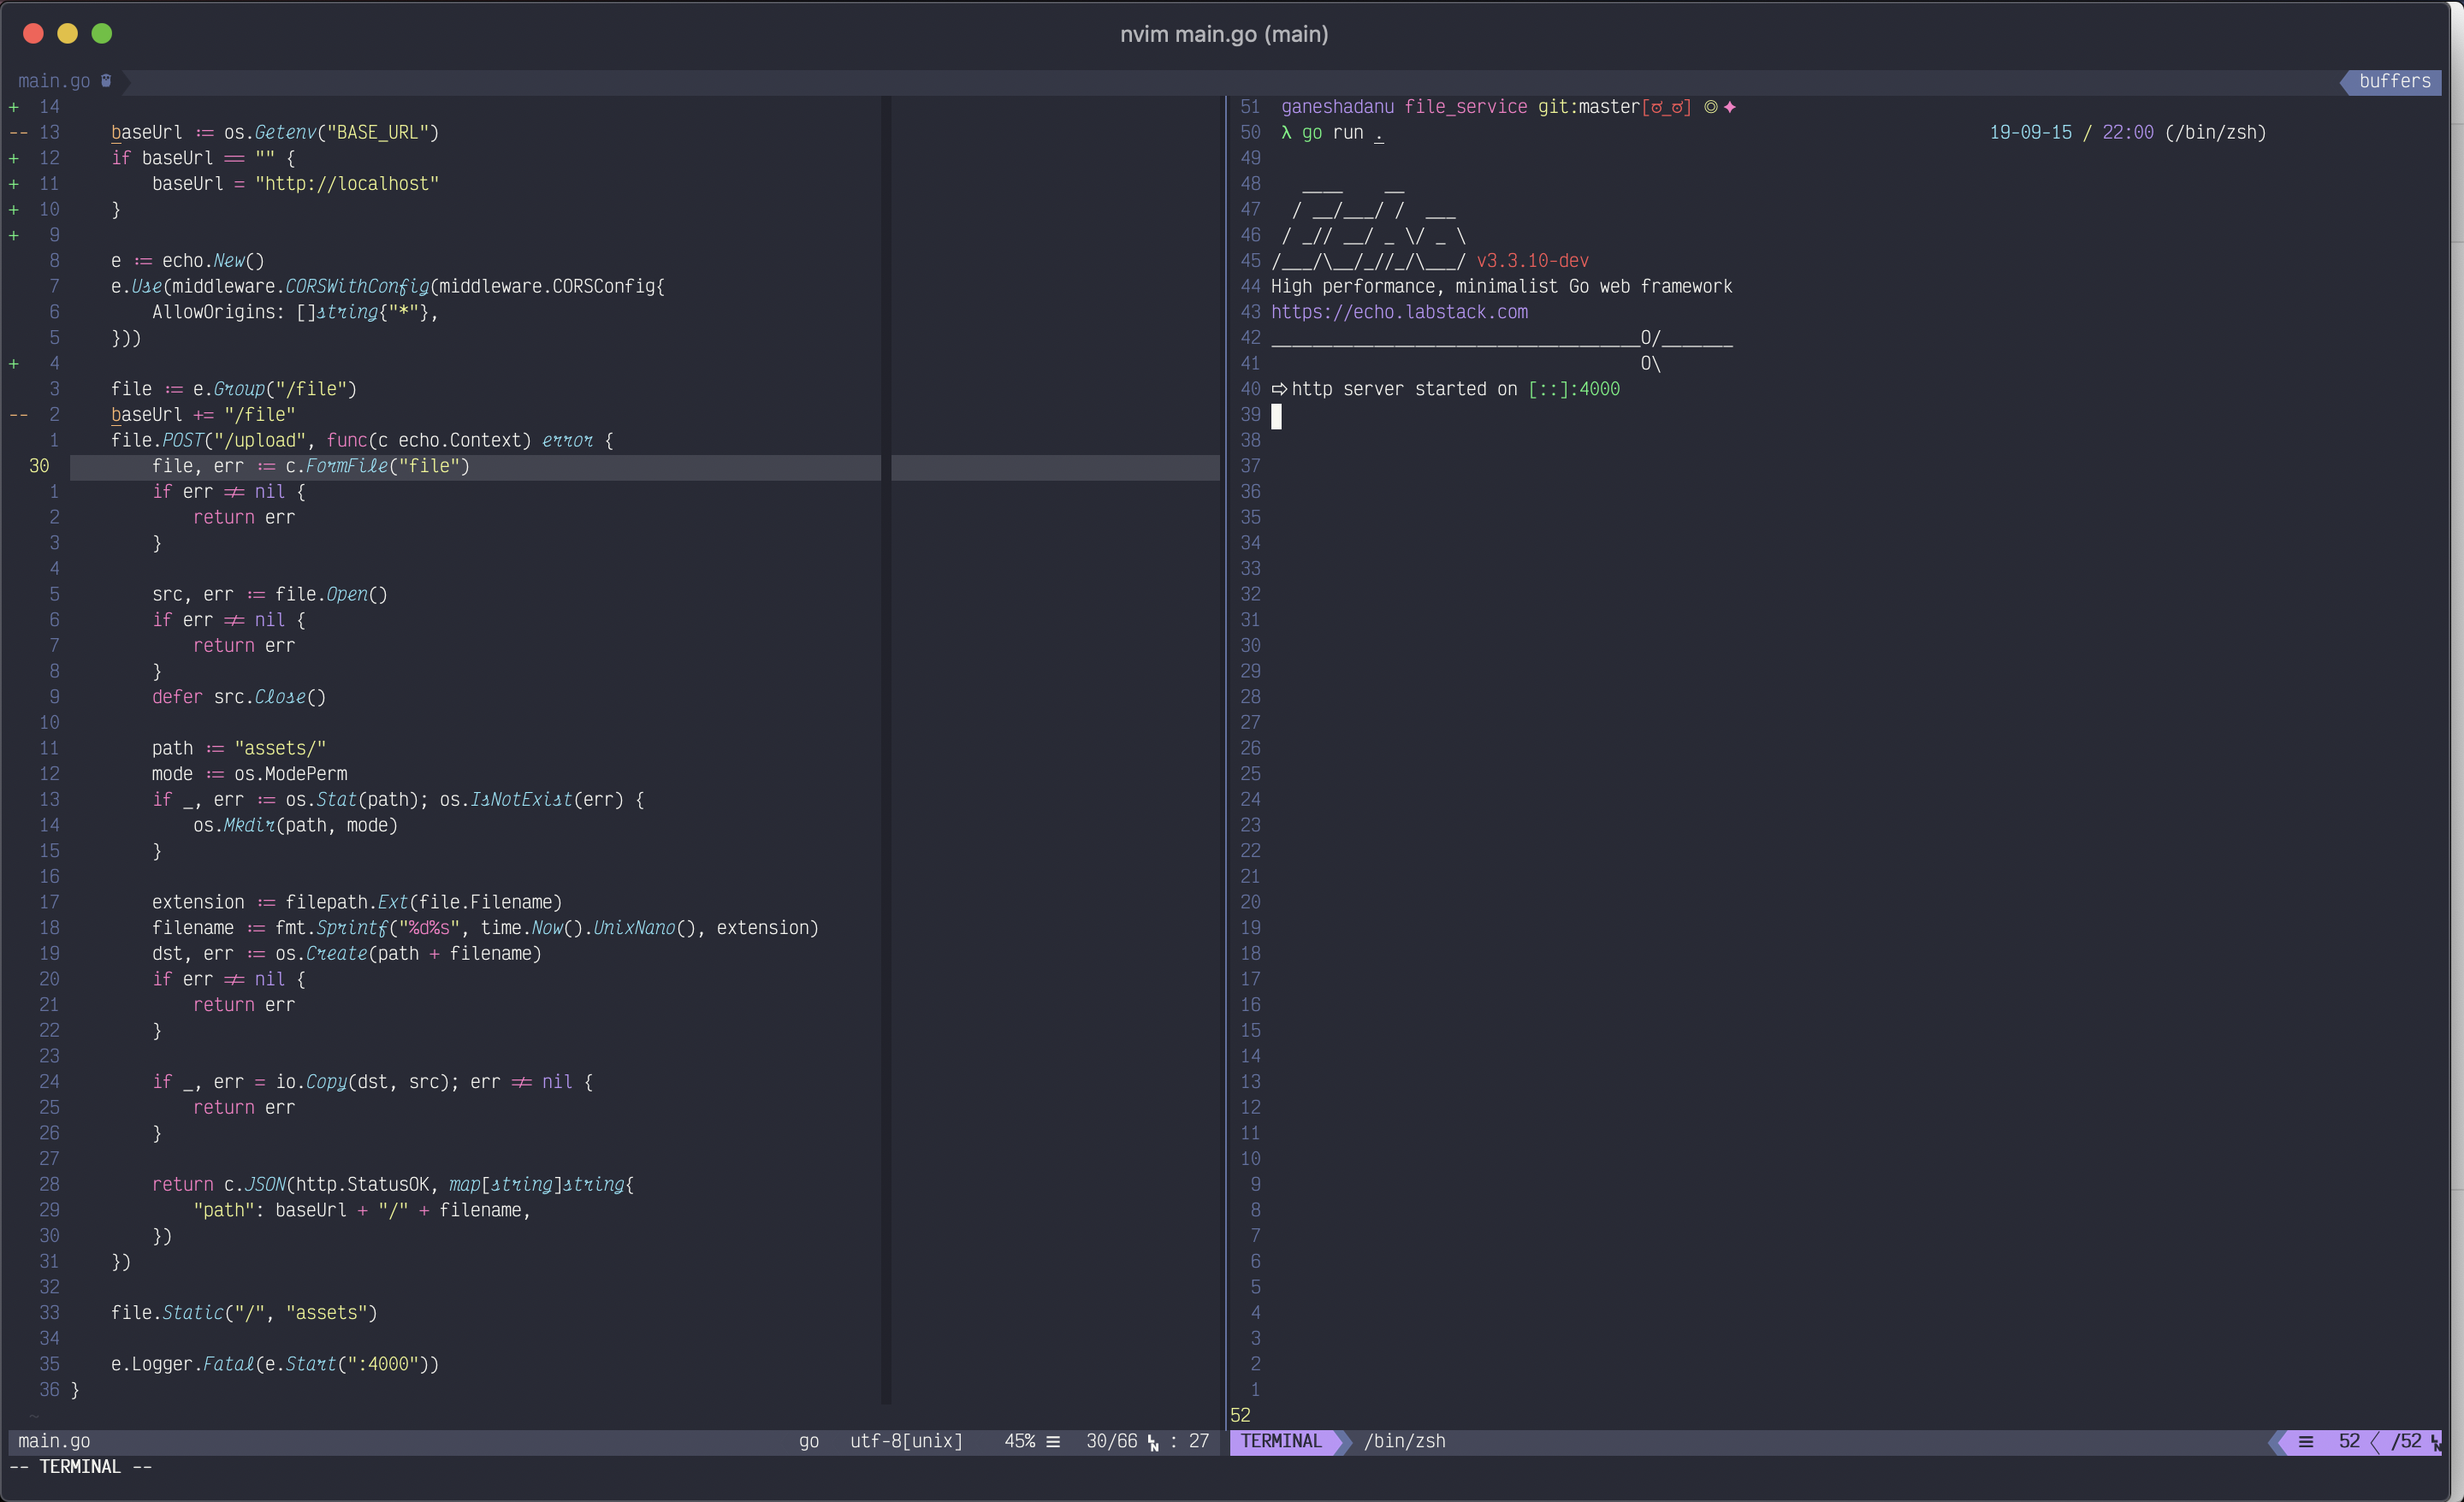 nvim main.go (main)
main.go
buffers
+ 14
-- 13 baseUrl := os.Getenv("BASE_URL")
+ 12 if baseUrl == "" {
+ 11 baseUrl = "http://localhost"
+ 10 }
+ 9
8 e := echo.New()
7 e.Use(middleware.CORSWithConfig(middleware.CORSConfig{
6 AllowOrigins: []string{"*"},
5 }))
+ 4
3 file := e.Group("/file")
-- 2 baseUrl += "/file"
1 file.POST("/upload", func(c echo.Context) error {
30 file, err := c.FormFile("file")
1 if err != nil {
2 return err
3 }
4
5 src, err := file.Open()
6 if err != nil {
7 return err
8 }
9 defer src.Close()
10
11 path := "assets/"
12 mode := os.ModePerm
13 if _, err := os.Stat(path); os.IsNotExist(err) {
14 os.Mkdir(path, mode)
15 }
16
17 extension := filepath.Ext(file.Filename)
18 filename := fmt.Sprintf("%d%s", time.Now().UnixNano(), extension)
19 dst, err := os.Create(path + filename)
20 if err != nil {
21 return err
22 }
23
24 if _, err = io.Copy(dst, src); err != nil {
25 return err
26 }
27
28 return c.JSON(http.StatusOK, map[string]string{
29 "path": baseUrl + "/" + filename,
30 })
31 })
32
33 file.Static("/", "assets")
34
35 e.Logger.Fatal(e.Start(":4000"))
36 }
~
main.go go utf-8[unix] 45% ☰ 30/66 : 27
-- TERMINAL --
51 ganeshadanu file_service git:master[ಠ_ಠ] ◎ ✦
50 λ go run . 19-09-15 / 22:00 (/bin/zsh)
49
48    ____    __
47   / __/___/ /  ___
46  / _// __/ _ \/ _ \
45 /___/\__/_//_/\___/ v3.3.10-dev
44 High performance, minimalist Go web framework
43 https://echo.labstack.com
42 ____________________________________O/_______
41                                     O\
40 ⇨ http server started on [::]:4000
39
38
37
36
35
34
33
32
31
30
29
28
27
26
25
24
23
22
21
20
19
18
17
16
15
14
13
12
11
10
9
8
7
6
5
4
3
2
1
52
TERMINAL /bin/zsh ☰ 52 /52